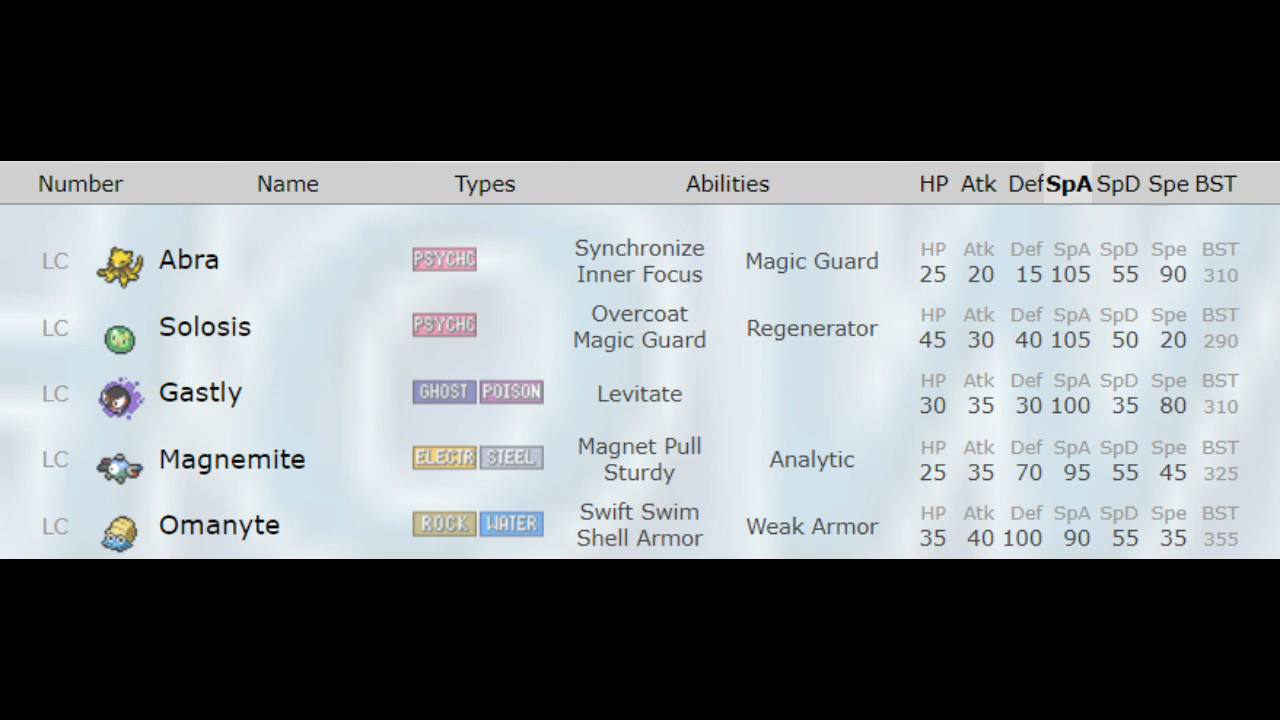 Number Name Types Abilities HP Atk Def SpA SpD Spe BST
Synchronize HP Atk Def SpA SpD Spe BST
LC Abra PSYCHC Magic Guard
Inner Focus 25 20 15 105 55 90 310
Overcoat HP Atk Def SpA SpD Spe BST
LC Solosis PSYCHC Regenerator
Magic Guard 45 30 40 105 50 20 290
HP Atk Def SpA SpD Spe BST
LC Gastly GHOST POISON Levitate
30 35 30 100 35 80 310
Magnet Pull HP Atk Def SpA SpD Spe BST
LC Magnemite ELECTR STEEL Analytic
Sturdy 25 35 70 95 55 45 325
Swift Swim HP Atk Def SpA SpD Spe BST
LC Omanyte ROCK WATER Weak Armor
Shell Armor 35 40 100 90 55 35 355